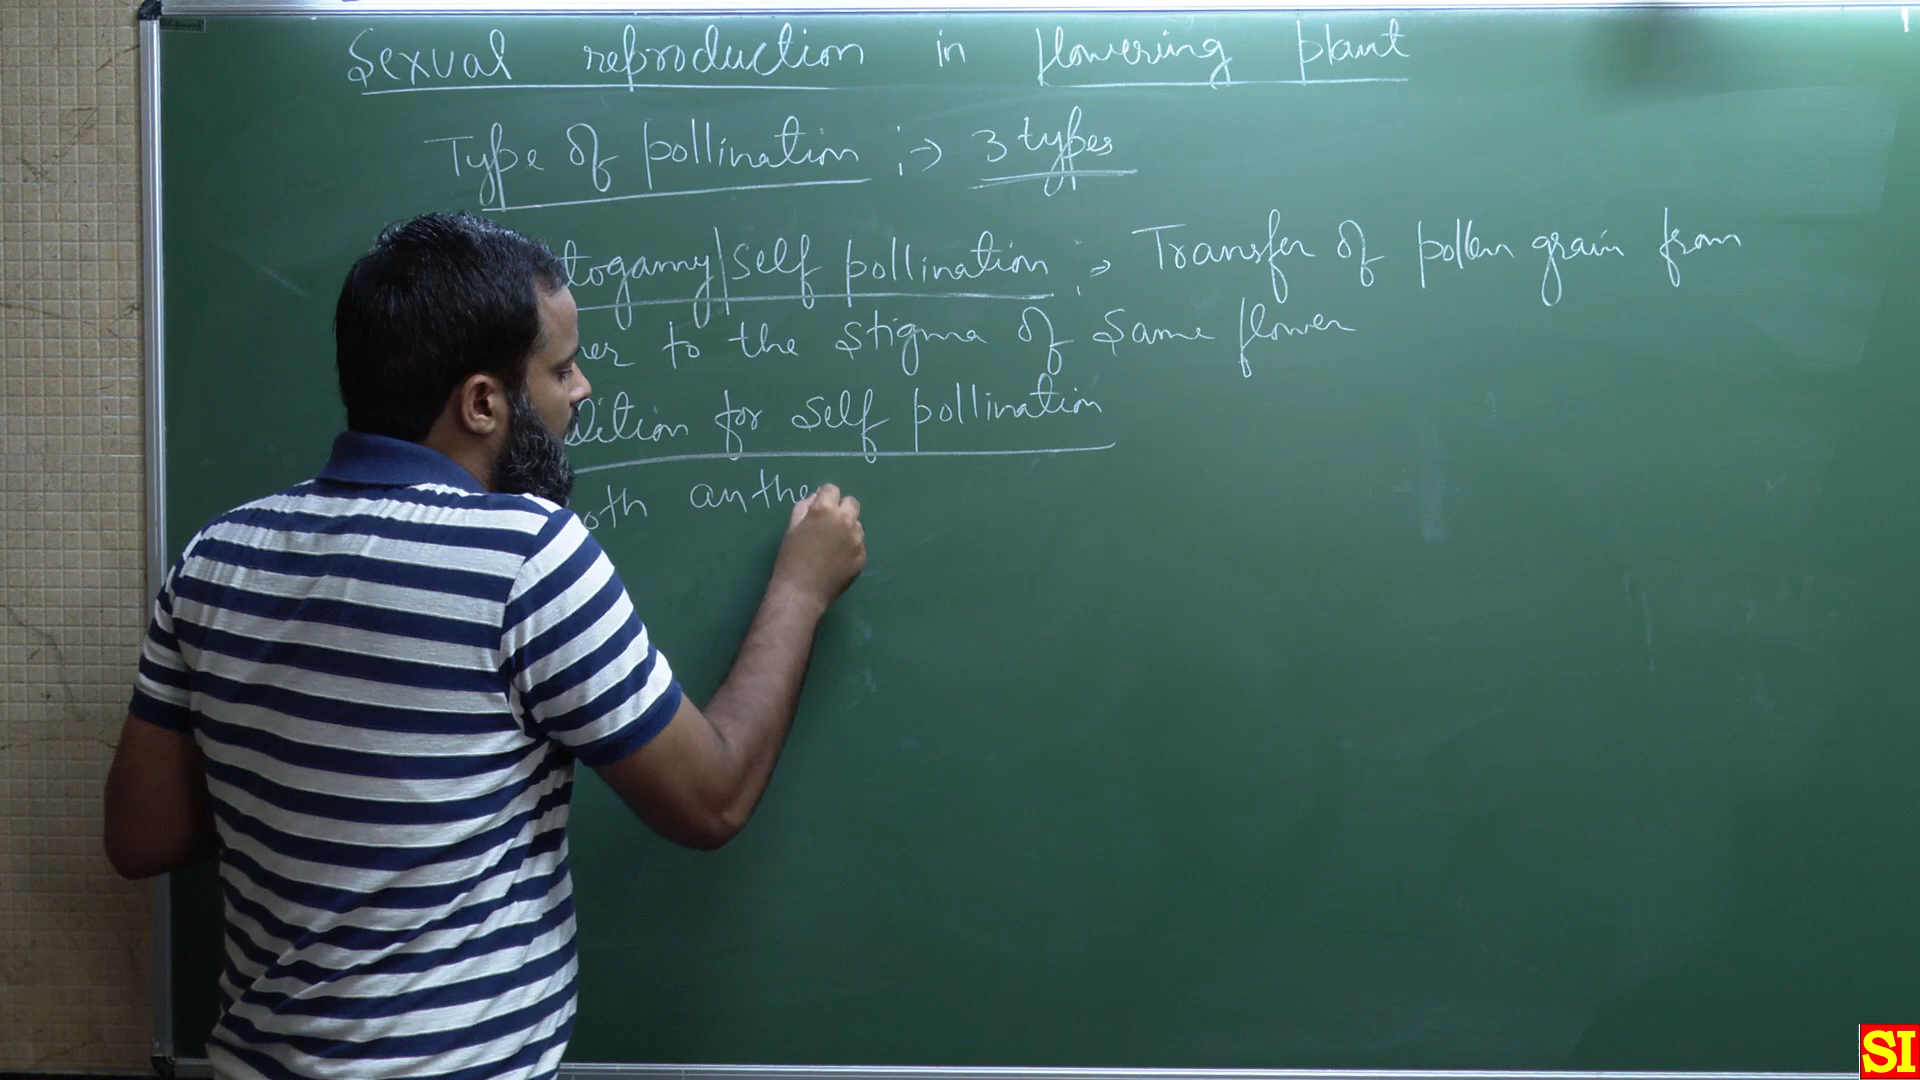 Sexual reproduction in flowering plant
Type of pollination :→ 3 types
togamy/self pollination :→ Transfer of pollen grain from
her to the stigma of same flower
dition for self pollination
oth anthe
SI